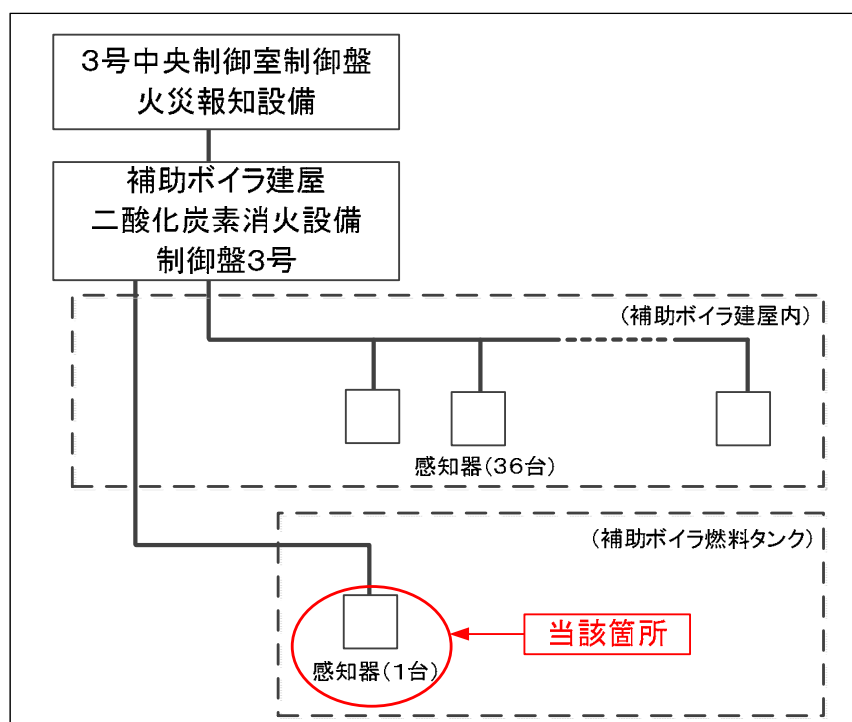 3号中央制御室制御盤
火災報知設備
補助ボイラ建屋
二酸化炭素消火設備
制御盤3号
(補助ボイラ建屋内)
感知器(36台)
(補助ボイラ燃料タンク)
当該箇所
感知器(1台)